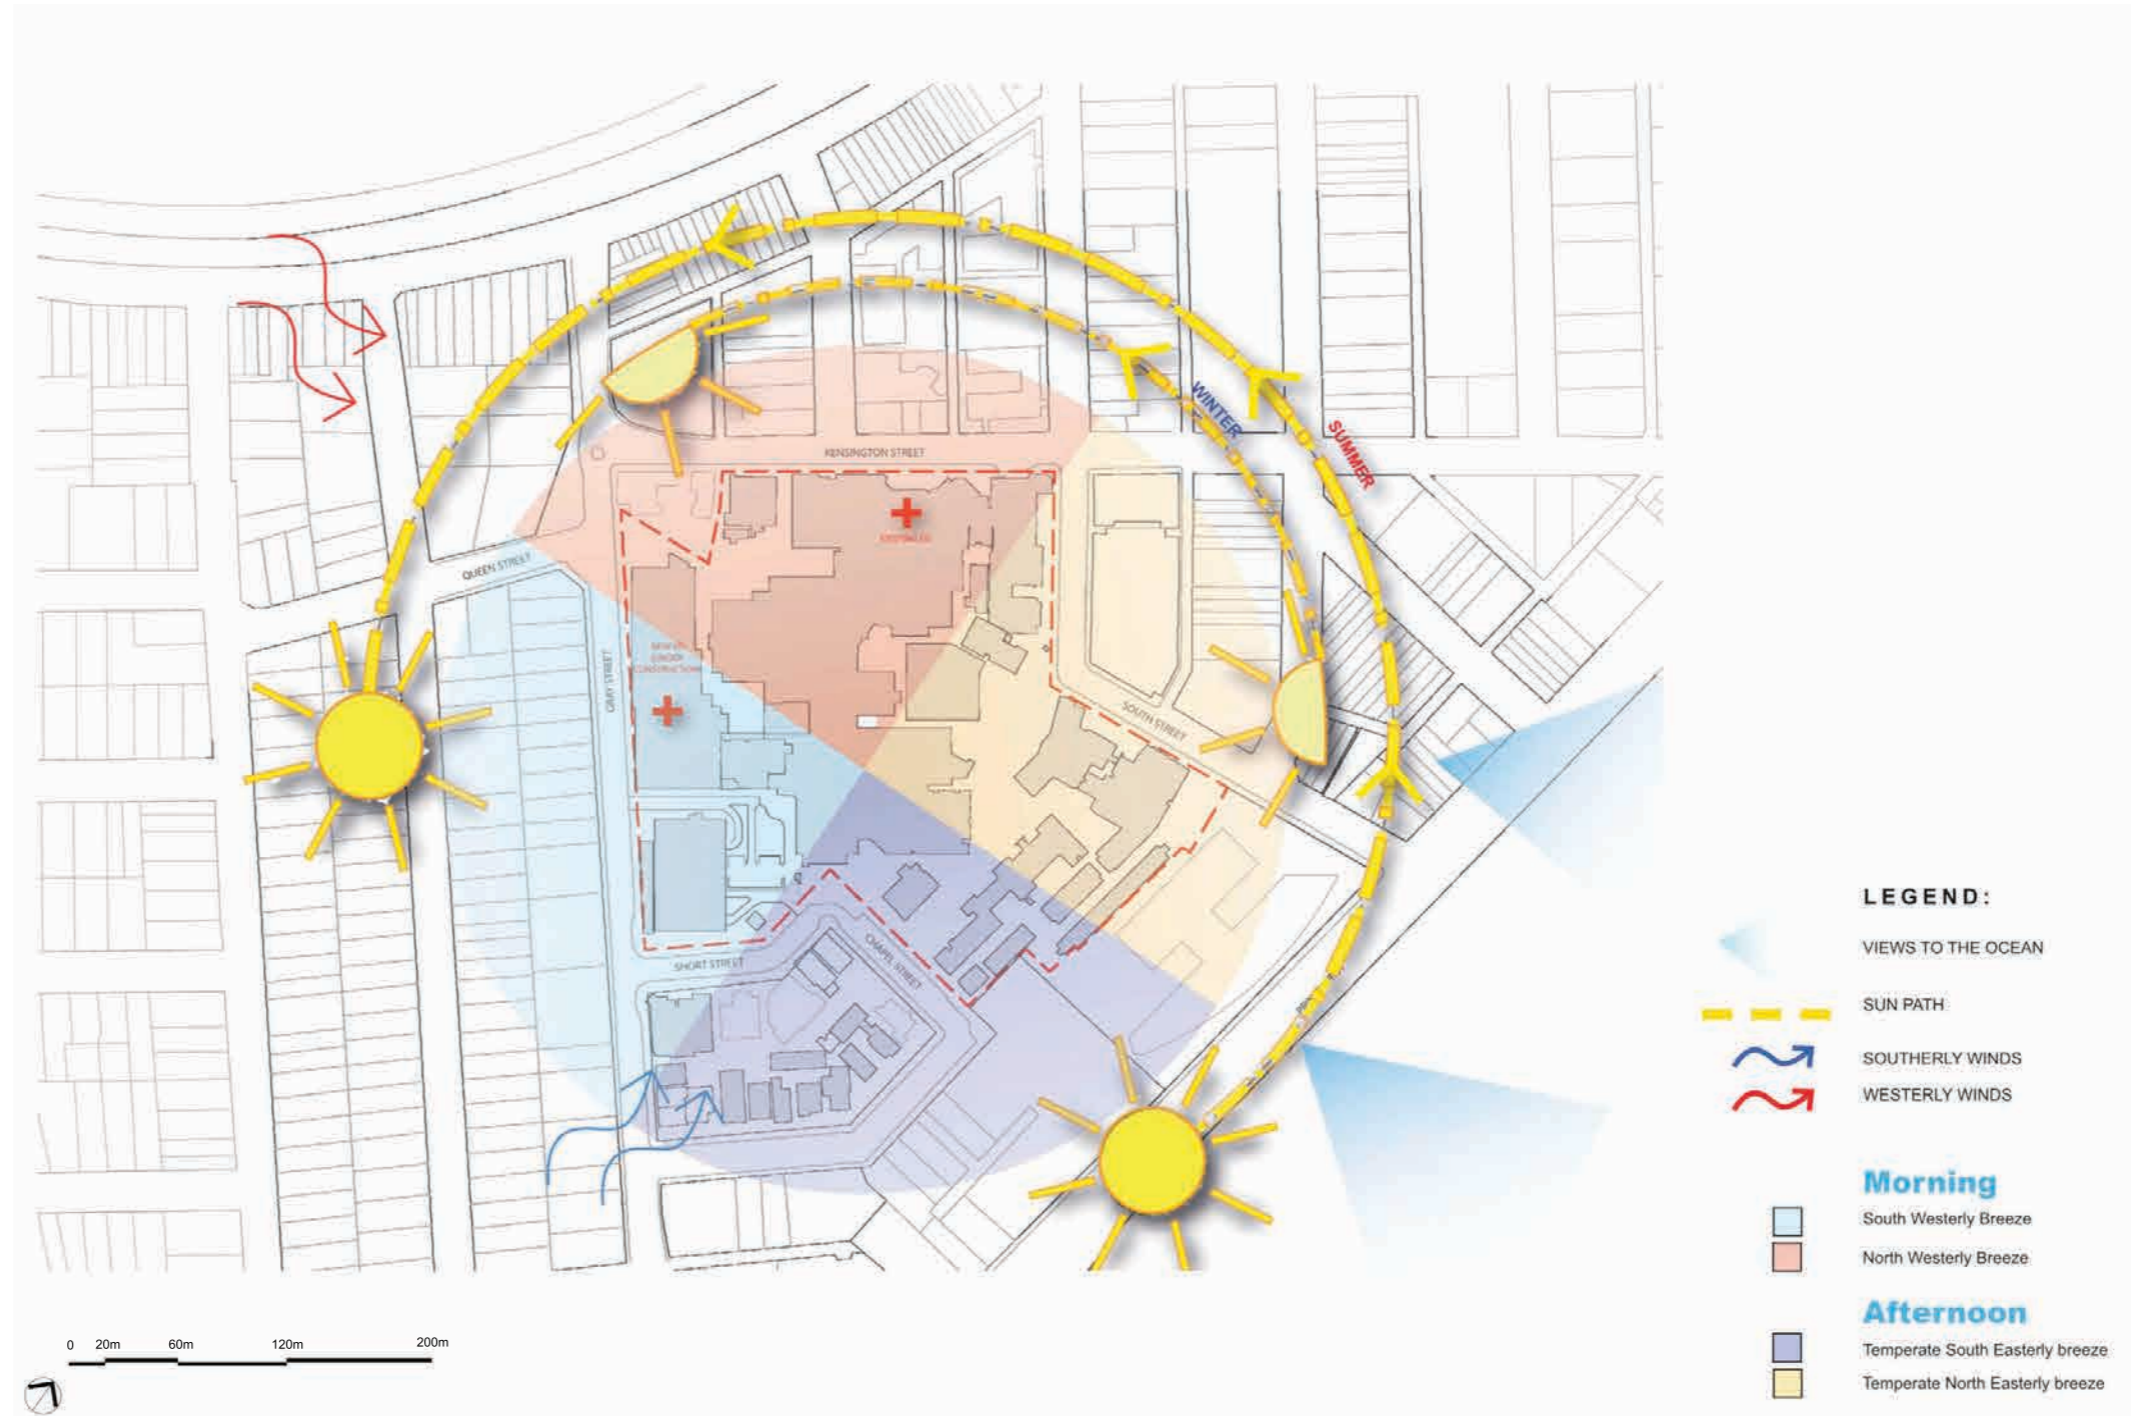 WINTER
SUMMER
KENSINGTON STREET
QUEEN STREET
GRAY STREET
SOUTH STREET
CHAPEL STREET
SHORT STREET
LEGEND:
VIEWS TO THE OCEAN
SUN PATH
SOUTHERLY WINDS
WESTERLY WINDS
Morning
South Westerly Breeze
North Westerly Breeze
Afternoon
Temperate South Easterly breeze
Temperate North Easterly breeze
0 20m 60m 120m 200m